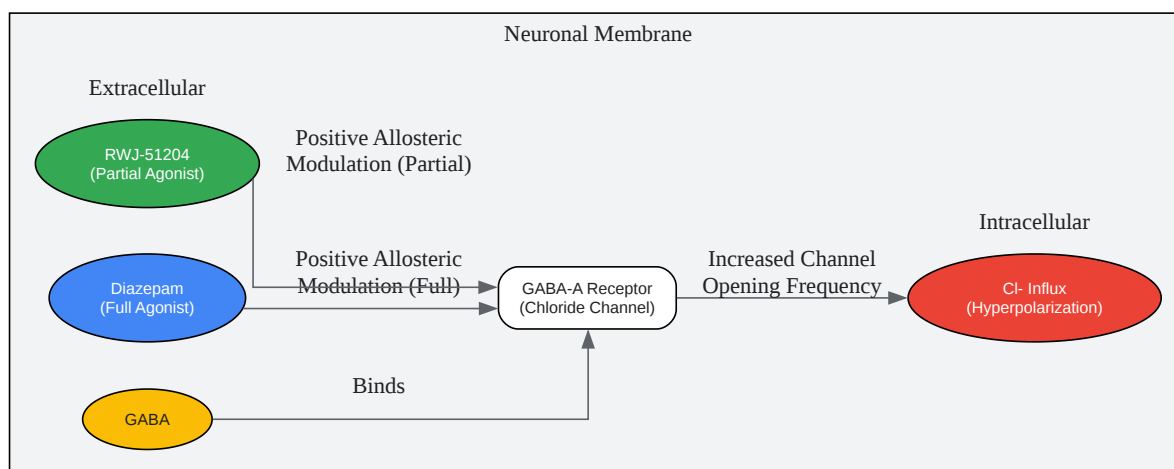 Neuronal Membrane
Extracellular
RWJ-51204
(Partial Agonist)
Positive Allosteric
Modulation (Partial)
Diazepam
(Full Agonist)
Positive Allosteric
Modulation (Full)
GABA-A Receptor
(Chloride Channel)
Increased Channel
Opening Frequency
Intracellular
Cl- Influx
(Hyperpolarization)
Binds
GABA